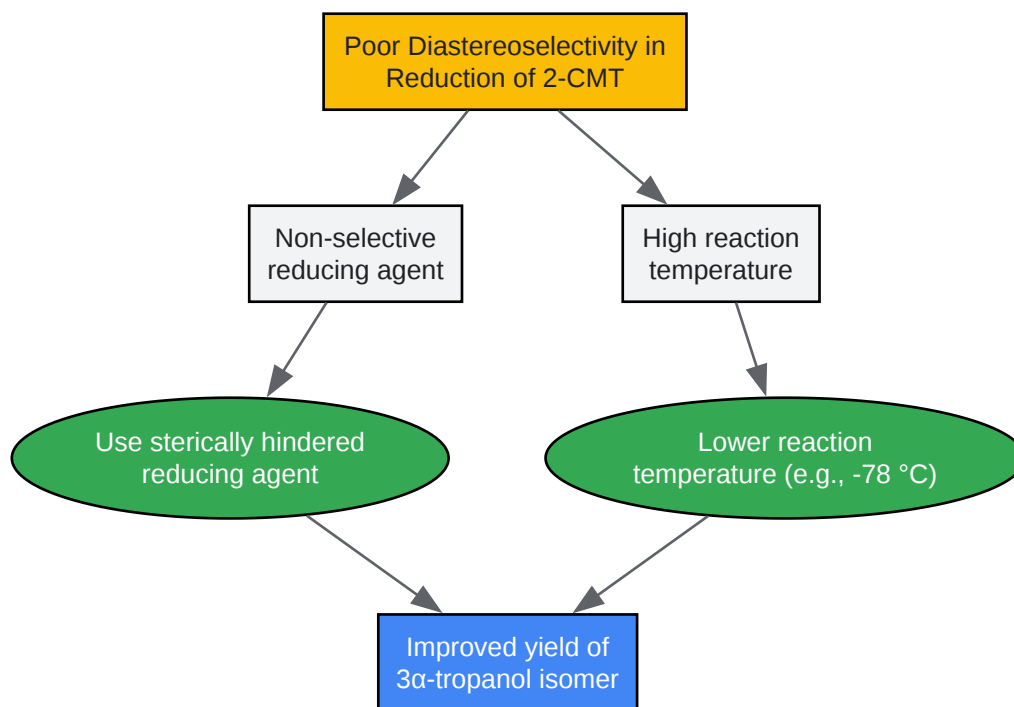 Poor Diastereoselectivity in
Reduction of 2-CMT
Non-selective
reducing agent
High reaction
temperature
Use sterically hindered
reducing agent
Lower reaction
temperature (e.g., -78 °C)
Improved yield of
3α-tropanol isomer